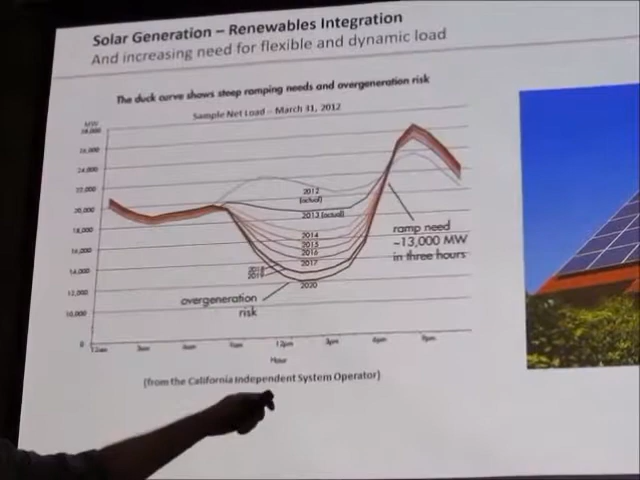 Solar Generation – Renewables Integration
And increasing need for flexible and dynamic load
The duck curve shows steep ramping needs and overgeneration risk
Sample Net Load – March 31, 2012
MW
28,000
26,000
24,000
22,000
20,000
18,000
16,000
14,000
12,000
10,000
0
2012
(actual)
2013 (actual)
2014
2015
2016
2017
2018
2019
2020
ramp need
~13,000 MW
in three hours
overgeneration
risk
12am 3am 6am 9am 12pm 3pm 6pm 9pm
Hour
(from the California Independent System Operator)